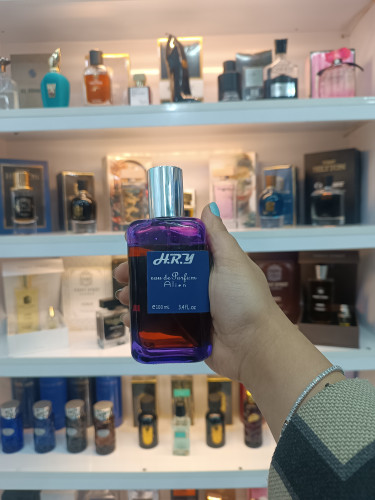 H.R.Y
eau de Parfum
Alien
℮100 mL 3.4 fl.oz